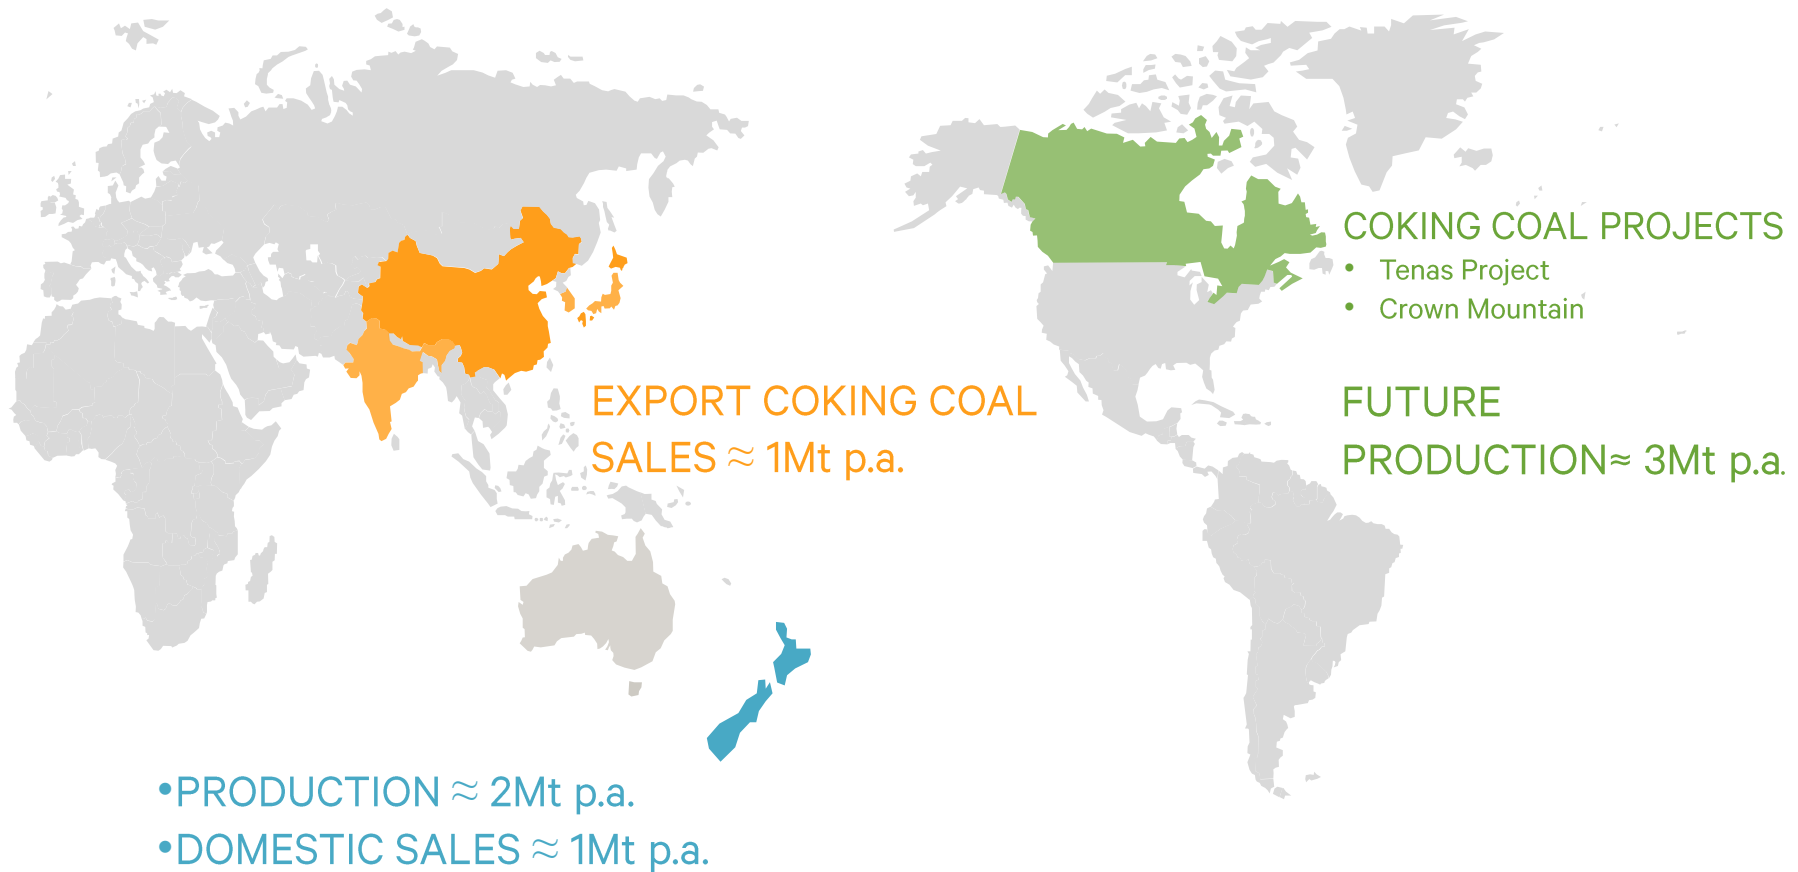 COKING COAL PROJECTS
• Tenas Project
• Crown Mountain
EXPORT COKING COAL
SALES ≈ 1Mt p.a.
FUTURE
PRODUCTION≈ 3Mt p.a.
•PRODUCTION ≈ 2Mt p.a.
•DOMESTIC SALES ≈ 1Mt p.a.